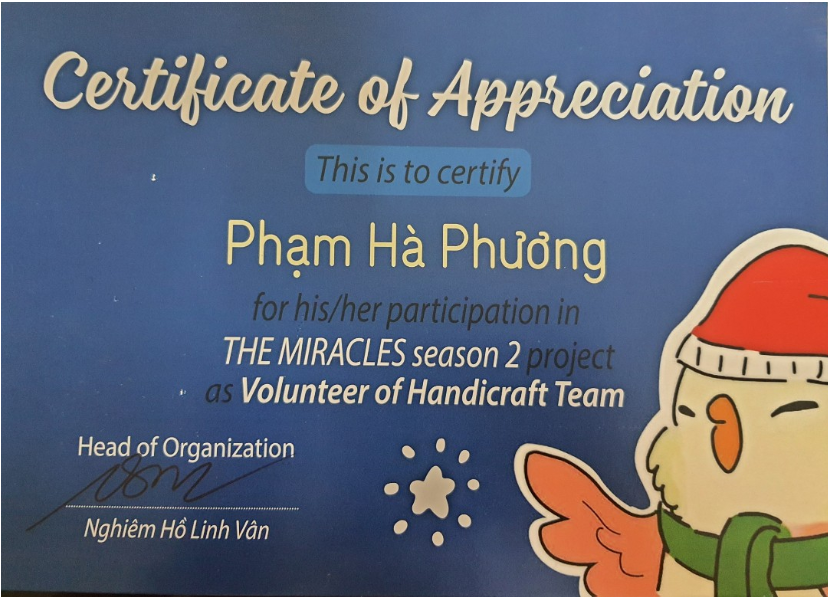 Certificate of Appreciation
This is to certify
Phạm Hà Phương
for his/her participation in
THE MIRACLES season 2 project
as Volunteer of Handicraft Team
Head of Organization
Nghiêm Hồ Linh Vân